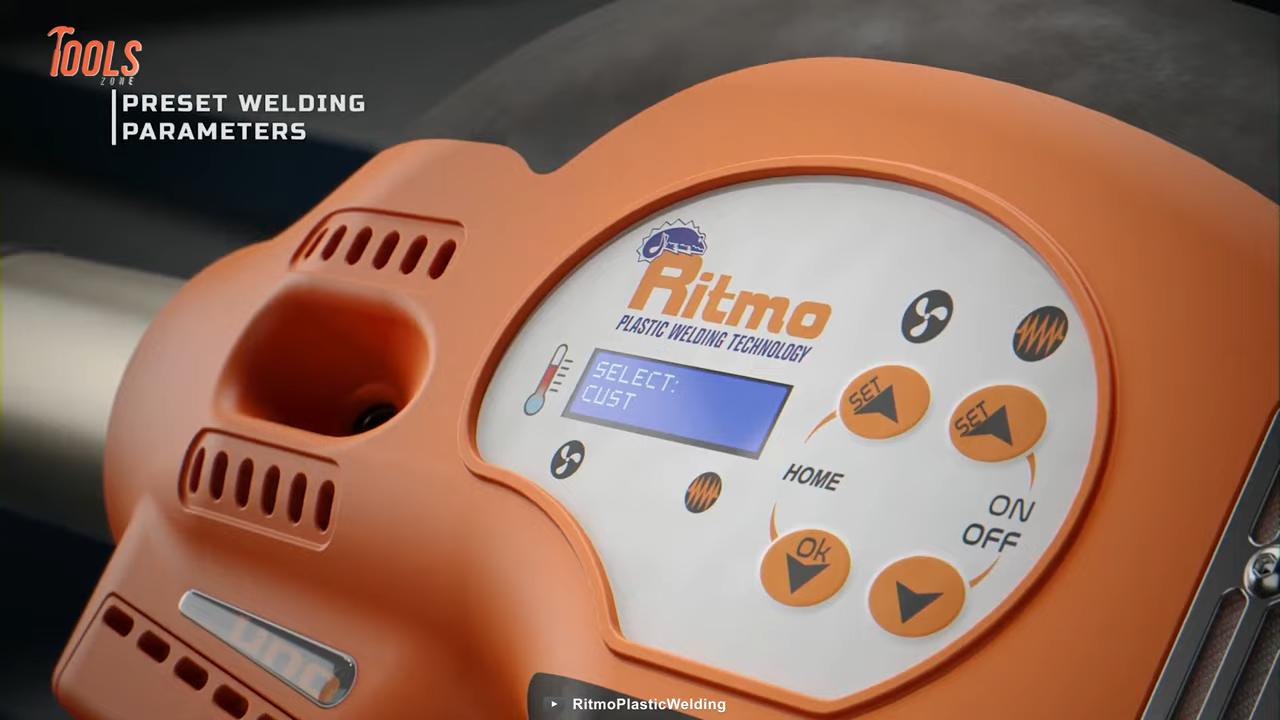 TOOLS
ZONE
PRESET WELDING
PARAMETERS
Ritmo
PLASTIC WELDING TECHNOLOGY
SELECT:
CUST
SET
SET
HOME
ON
OFF
Ok
RitmoPlasticWelding